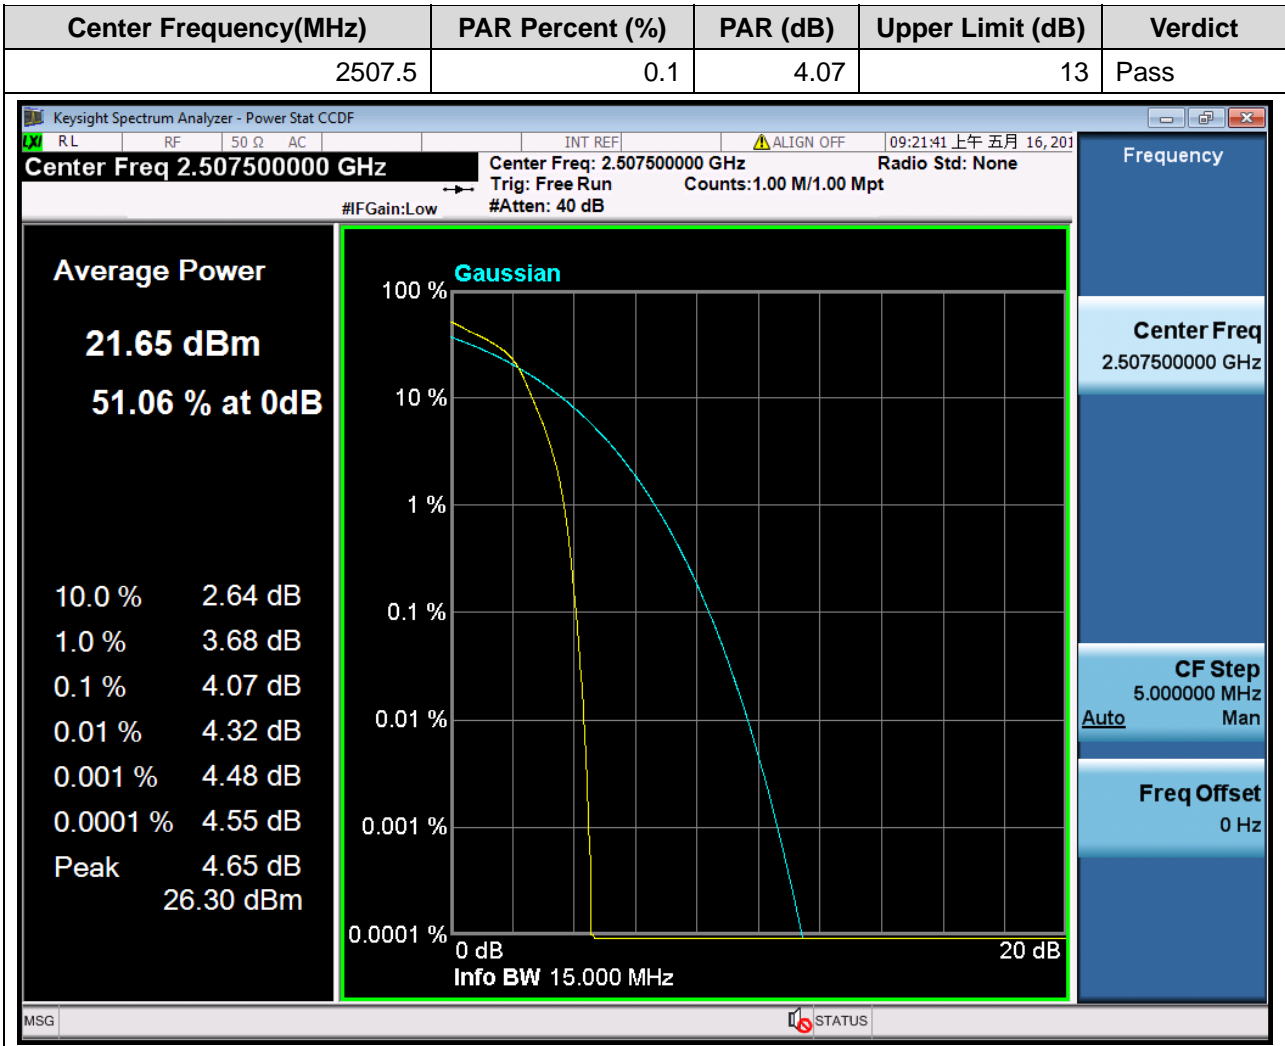 Center Frequency(MHz) PAR Percent (%) PAR (dB) Upper Limit (dB) Verdict
2507.5 0.1 4.07 13 Pass
Keysight Spectrum Analyzer - Power Stat CCDF
LXI RL RF 50 Ω AC INT REF ALIGN OFF 09:21:41 上午 五月 16, 201
Center Freq 2.507500000 GHz
Center Freq: 2.507500000 GHz Radio Std: None
Trig: Free Run Counts:1.00 M/1.00 Mpt
#IFGain:Low #Atten: 40 dB
Frequency
Average Power
21.65 dBm
51.06 % at 0dB
10.0 % 2.64 dB
1.0 % 3.68 dB
0.1 % 4.07 dB
0.01 % 4.32 dB
0.001 % 4.48 dB
0.0001 % 4.55 dB
Peak 4.65 dB
26.30 dBm
Gaussian
100 %
10 %
1 %
0.1 %
0.01 %
0.001 %
0.0001 %
0 dB 20 dB
Info BW 15.000 MHz
Center Freq
2.507500000 GHz
CF Step
5.000000 MHz
Auto Man
Freq Offset
0 Hz
MSG STATUS